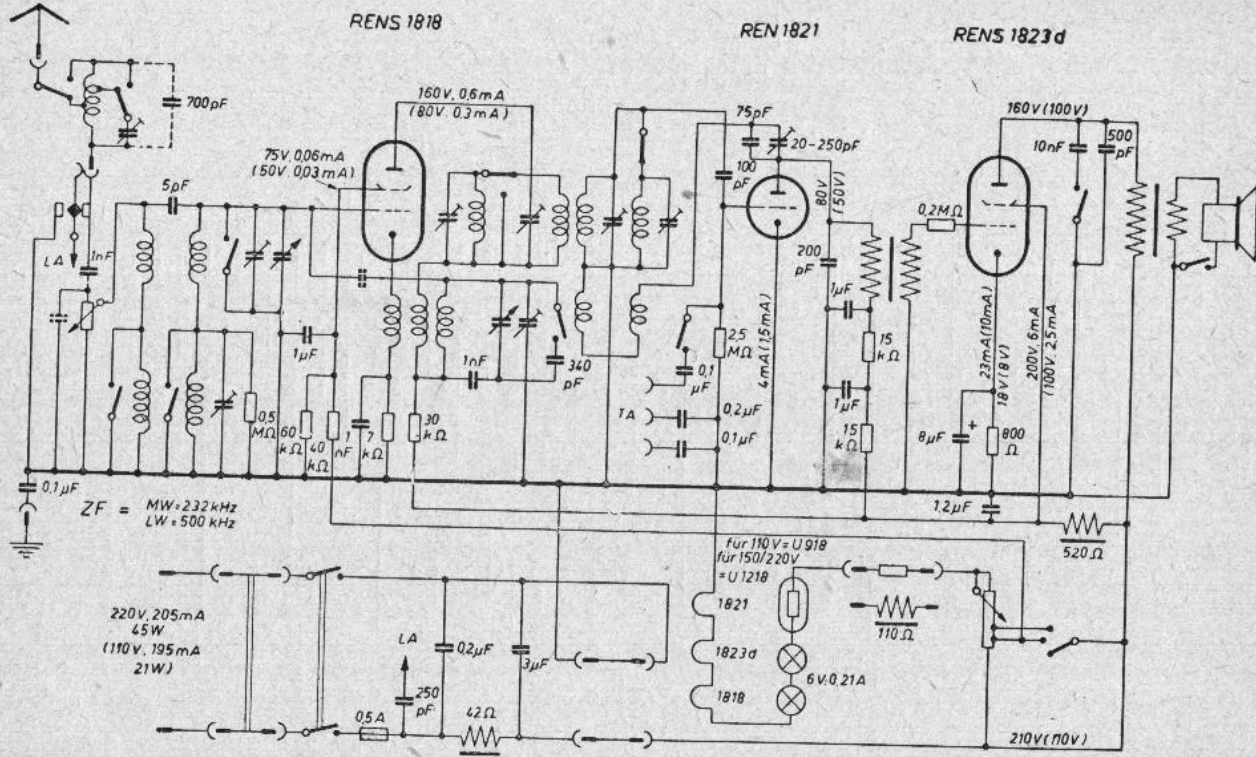 RENS 1818
REN 1821
RENS 1823d
700pF
160V, 0,6mA
(80V, 0,3mA)
75V, 0,06mA
(50V, 0,03mA)
75pF
20-250pF
100
pF
80V
(50V)
160V(100V)
10nF
500
pF
5pF
0,2MΩ
LA
1nF
200
pF
1µF
1µF
15
kΩ
2,5
MΩ
4mA(1,5mA)
23mA(10mA)
18V(8V)
200V, 6mA
(100V, 2,5mA
1nF
340
pF
0,1
µF
1µF
TA
0,2µF
0,1µF
15
kΩ
0,5
MΩ
60
kΩ
40
kΩ
1
nF
7
kΩ
30
kΩ
8µF
+
800
Ω
0,1µF
ZF = MW=232kHz
LW=500 kHz
1,2µF
520Ω
für 110V=U918
für 150/220V
=U1218
220V, 205mA
45W
(110V, 195mA
21W)
LA
0,2µF
3µF
1821
1823d
1818
110Ω
6V, 0,21A
250
pF
0,5A
42Ω
210V(110V)